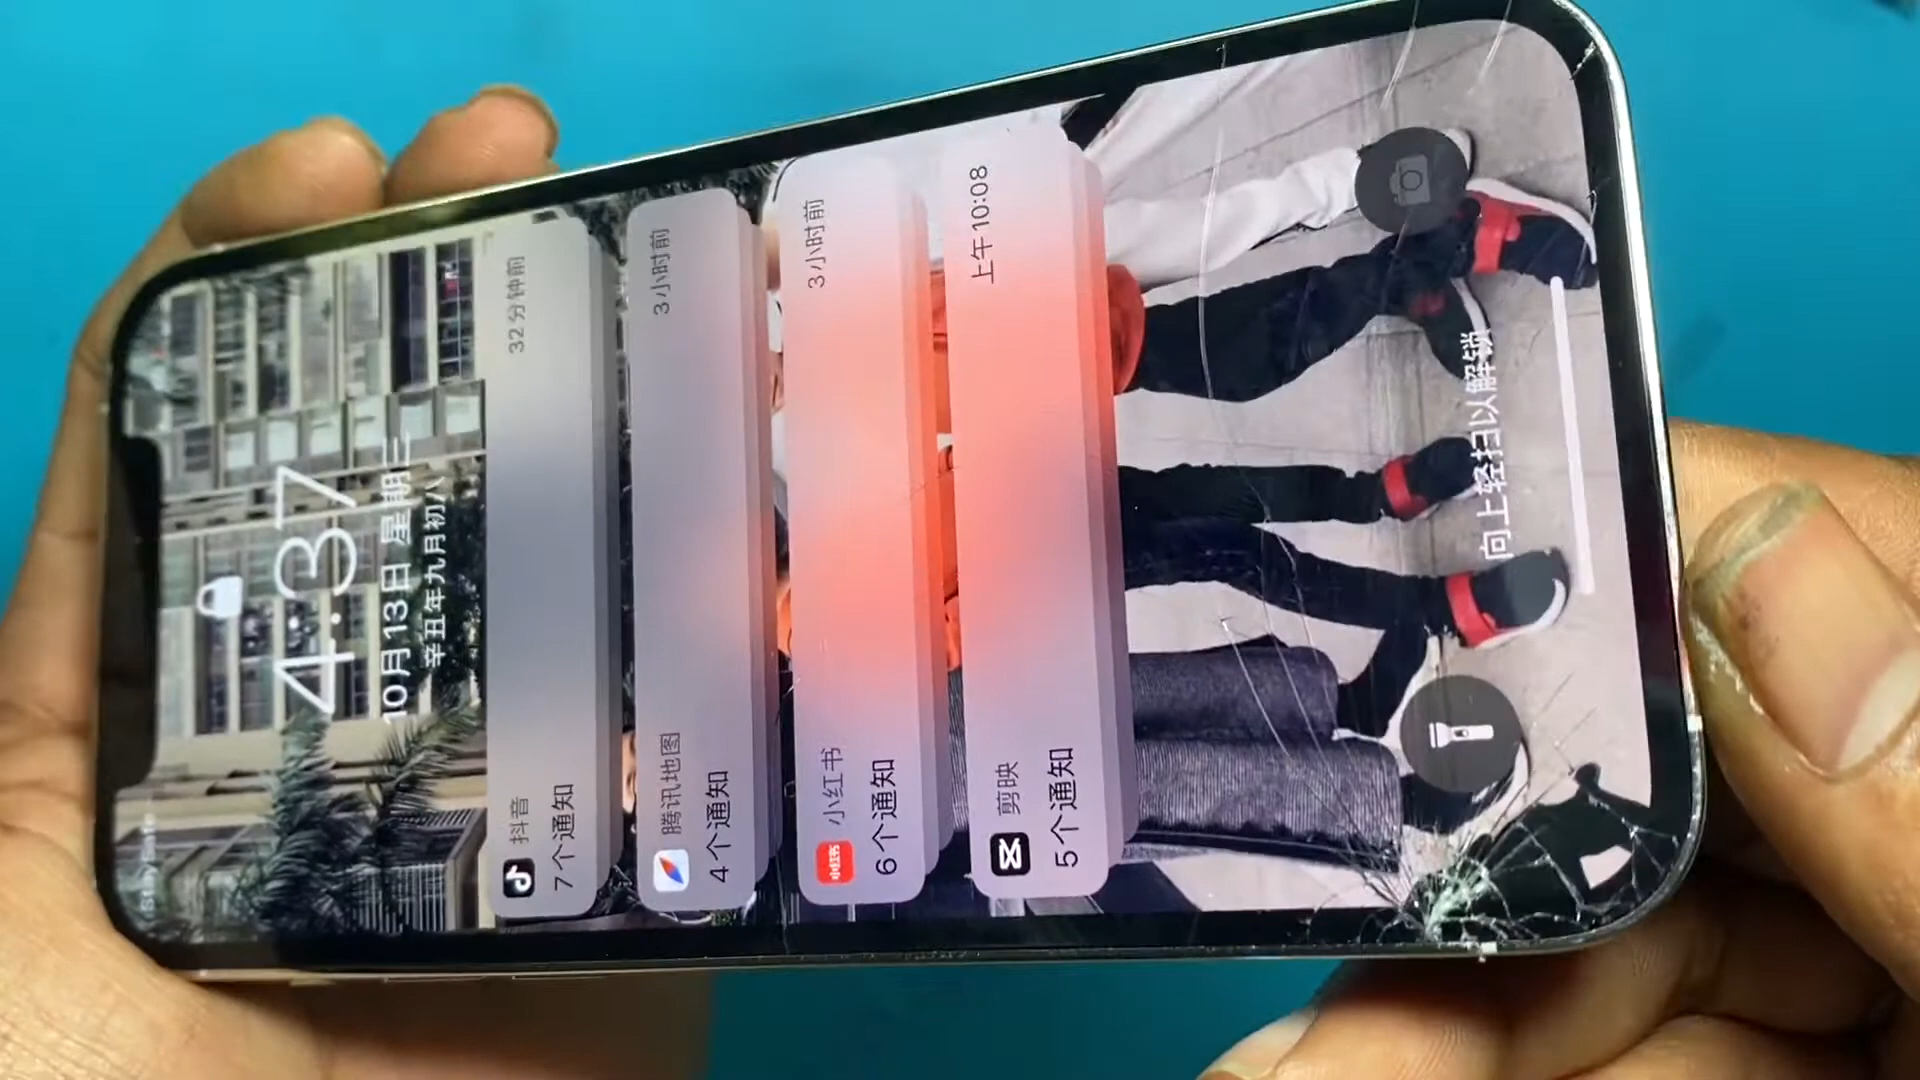 4:37
10月13日 星期三
辛丑年九月初八
抖音
32分钟前
7个通知
腾讯地图
3小时前
4个通知
小红书
小红书
3小时前
6个通知
剪映
上午10:08
5个通知
向上轻扫以解锁